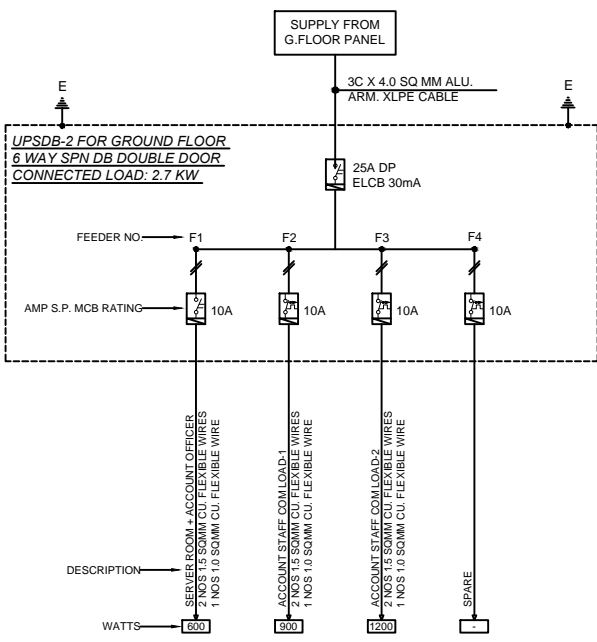 SUPPLY FROM
G.FLOOR PANEL
3C X 4.0 SQ MM ALU.
ARM. XLPE CABLE
E
E
UPSDB-2 FOR GROUND FLOOR
6 WAY SPN DB DOUBLE DOOR
CONNECTED LOAD: 2.7 KW
25A DP
ELCB 30mA
FEEDER NO. F1 F2 F3 F4
AMP S.P. MCB RATING 10A 10A 10A 10A
SERVER ROOM + ACCOUNT OFFICER
2 NOS 1.5 SQMM CU. FLEXIBLE WIRES
1 NOS 1.0 SQMM CU. FLEXIBLE WIRE
ACCOUNT STAFF COM LOAD-1
2 NOS 1.5 SQMM CU. FLEXIBLE WIRES
1 NOS 1.0 SQMM CU. FLEXIBLE WIRE
ACCOUNT STAFF COM LOAD-2
2 NOS 1.5 SQMM CU. FLEXIBLE WIRES
1 NOS 1.0 SQMM CU. FLEXIBLE WIRE
SPARE
DESCRIPTION
WATTS 600 900 1200 -